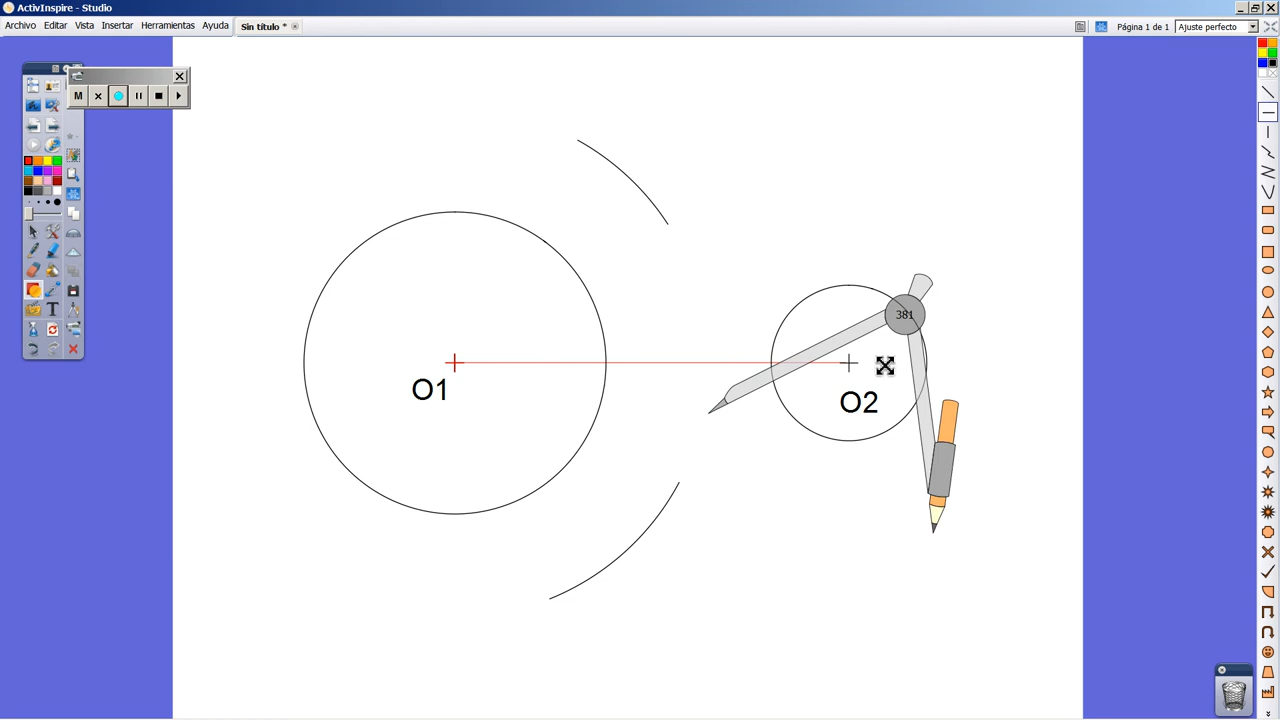 ActivInspire - Studio
Archivo Editar Vista Insertar Herramientas Ayuda
Sin título *
Página 1 de 1
Ajuste perfecto
M
T
381
O1
O2